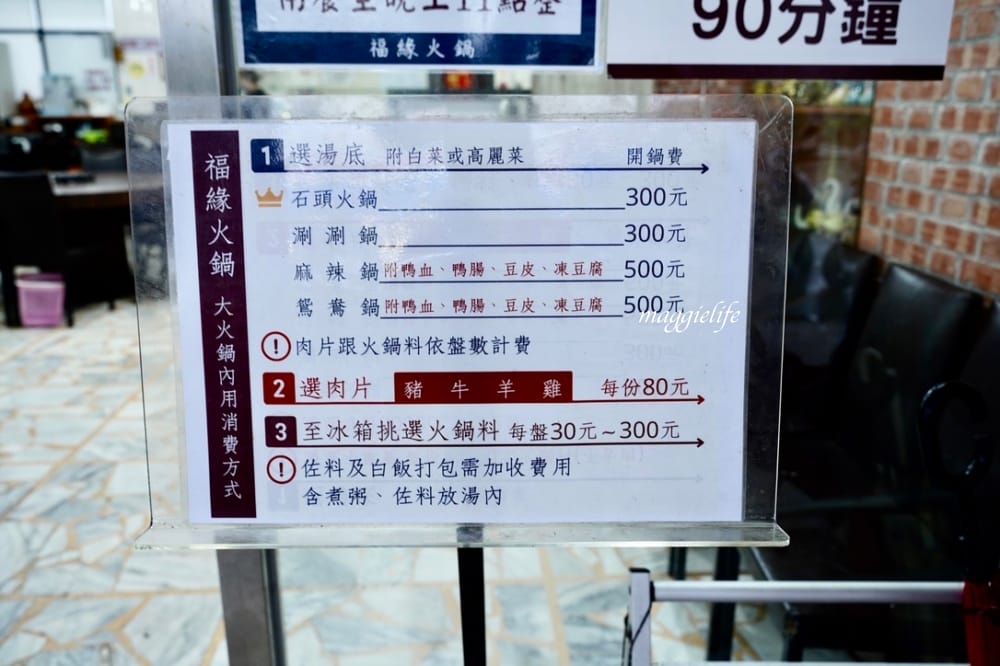 福緣火鍋
90分鐘
福緣火鍋 大火鍋內用消費方式
1 選湯底 附白菜或高麗菜 開鍋費
石頭火鍋 300元
涮涮鍋 300元
麻辣鍋 附鴨血、鴨腸、豆皮、凍豆腐 500元
鴛鴦鍋 附鴨血、鴨腸、豆皮、凍豆腐 500元
maggielife
! 肉片跟火鍋料依盤數計費
2 選肉片 豬 牛 羊 雞 每份80元
3 至冰箱挑選火鍋料 每盤30元~300元
! 佐料及白飯打包需加收費用
含煮粥、佐料放湯內